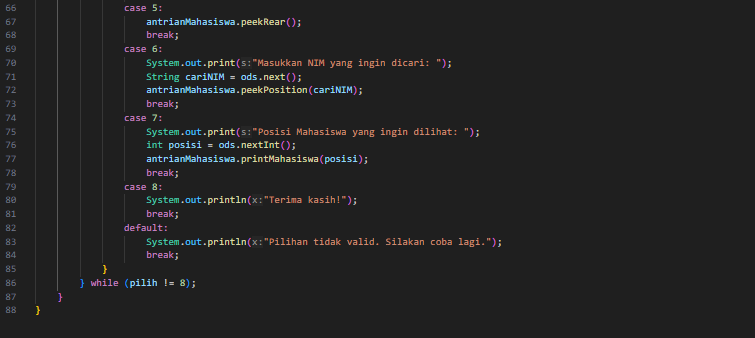 66 case 5:
67 antrianMahasiswa.peekRear();
68 break;
69 case 6:
70 System.out.print(s:"Masukkan NIM yang ingin dicari: ");
71 String cariNIM = ods.next();
72 antrianMahasiswa.peekPosition(cariNIM);
73 break;
74 case 7:
75 System.out.print(s:"Posisi Mahasiswa yang ingin dilihat: ");
76 int posisi = ods.nextInt();
77 antrianMahasiswa.printMahasiswa(posisi);
78 break;
79 case 8:
80 System.out.println(x:"Terima kasih!");
81 break;
82 default:
83 System.out.println(x:"Pilihan tidak valid. Silakan coba lagi.");
84 break;
85 }
86 } while (pilih != 8);
87 }
88 }